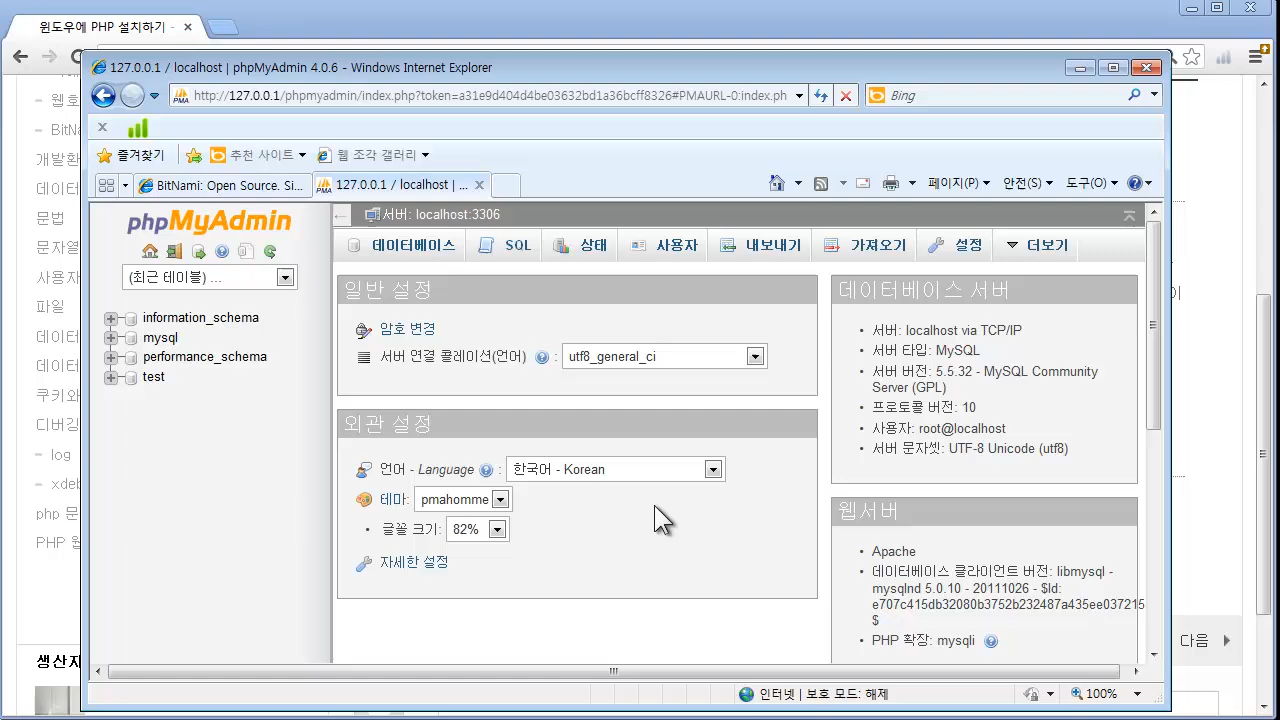 윈도우에 PHP 설치하기 -
127.0.0.1 / localhost | phpMyAdmin 4.0.6 - Windows Internet Explorer
http://127.0.0.1/phpmyadmin/index.php?token=a31e9d404d4be03632bd1a36bcff8326#PMAURL-0:index.ph
Bing
즐겨찾기
추천 사이트
웹 조각 갤러리
BitNami: Open Source. Si...
127.0.0.1 / localhost | ...
페이지(P)
안전(S)
도구(O)
phpMyAdmin
(최근 테이블) ...
information_schema
mysql
performance_schema
test
서버: localhost:3306
데이터베이스
SQL
상태
사용자
내보내기
가져오기
설정
더보기
일반 설정
암호 변경
서버 연결 콜레이션(언어) : utf8_general_ci
외관 설정
언어 - Language : 한국어 - Korean
테마: pmahomme
글꼴 크기: 82%
자세한 설정
데이터베이스 서버
서버: localhost via TCP/IP
서버 타입: MySQL
서버 버전: 5.5.32 - MySQL Community
Server (GPL)
프로토콜 버전: 10
사용자: root@localhost
서버 문자셋: UTF-8 Unicode (utf8)
웹서버
Apache
데이터베이스 클라이언트 버전: libmysql -
mysqlnd 5.0.10 - 20111026 - $Id:
e707c415db32080b3752b232487a435ee037215
$
PHP 확장: mysqli
인터넷 | 보호 모드: 해제
100%
웹호
BitN
개발환
데이터
문법
문자열
사용자
파일
데이터
데이터
쿠키와
디버깅
log
xdeb
php 문
PHP 웹
생산자
다음